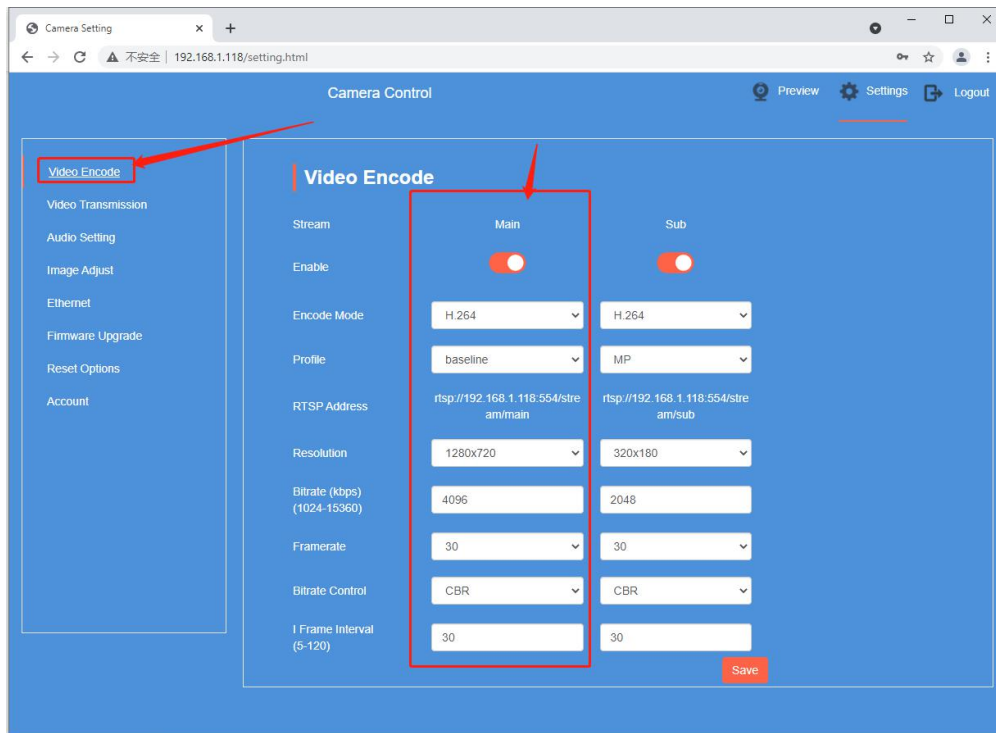 Camera Setting
不安全 | 192.168.1.118/setting.html
Camera Control
Preview
Settings
Logout
Video Encode
Video Transmission
Audio Setting
Image Adjust
Ethernet
Firmware Upgrade
Reset Options
Account
Video Encode
Stream Main Sub
Enable
Encode Mode H.264 H.264
Profile baseline MP
RTSP Address rtsp://192.168.1.118:554/stre rtsp://192.168.1.118:554/stre
am/main am/sub
Resolution 1280x720 320x180
Bitrate (kbps)
(1024-15360) 4096 2048
Framerate 30 30
Bitrate Control CBR CBR
I Frame Interval
(5-120) 30 30
Save